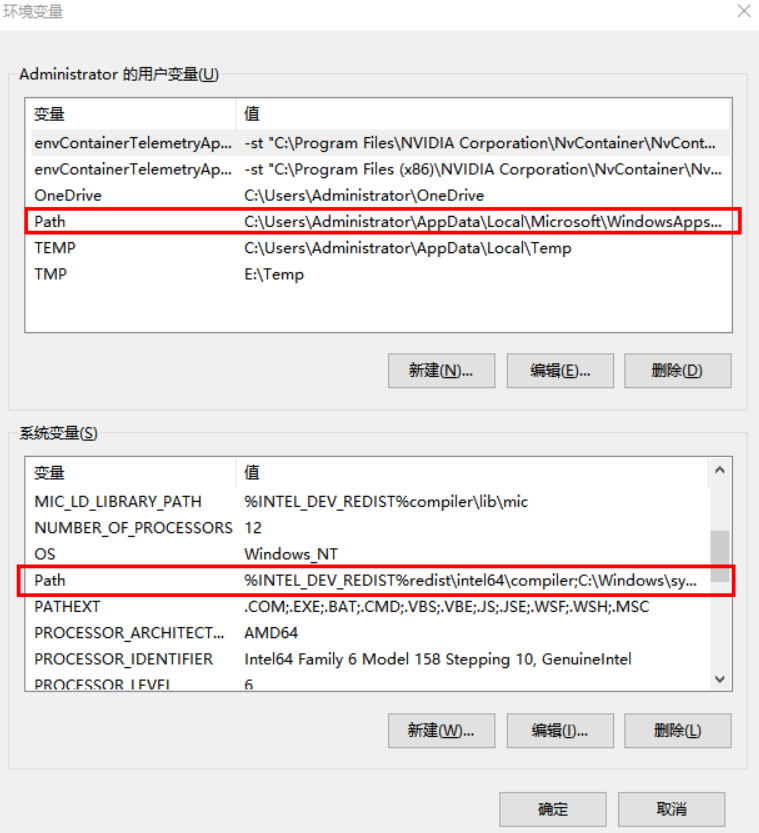 环境变量
Administrator 的用户变量(U)
变量 值
envContainerTelemetryAp... -st "C:\Program Files\NVIDIA Corporation\NvContainer\NvCont...
envContainerTelemetryAp... -st "C:\Program Files (x86)\NVIDIA Corporation\NvContainer\Nv...
OneDrive C:\Users\Administrator\OneDrive
Path C:\Users\Administrator\AppData\Local\Microsoft\WindowsApps...
TEMP C:\Users\Administrator\AppData\Local\Temp
TMP E:\Temp
新建(N)... 编辑(E)... 删除(D)
系统变量(S)
变量 值
MIC_LD_LIBRARY_PATH %INTEL_DEV_REDIST%compiler\lib\mic
NUMBER_OF_PROCESSORS 12
OS Windows_NT
Path %INTEL_DEV_REDIST%redist\intel64\compiler;C:\Windows\sy...
PATHEXT .COM;.EXE;.BAT;.CMD;.VBS;.VBE;.JS;.JSE;.WSF;.WSH;.MSC
PROCESSOR_ARCHITECT... AMD64
PROCESSOR_IDENTIFIER Intel64 Family 6 Model 158 Stepping 10, GenuineIntel
PROCESSOR_LEVEL 6
新建(W)... 编辑(I)... 删除(L)
确定 取消